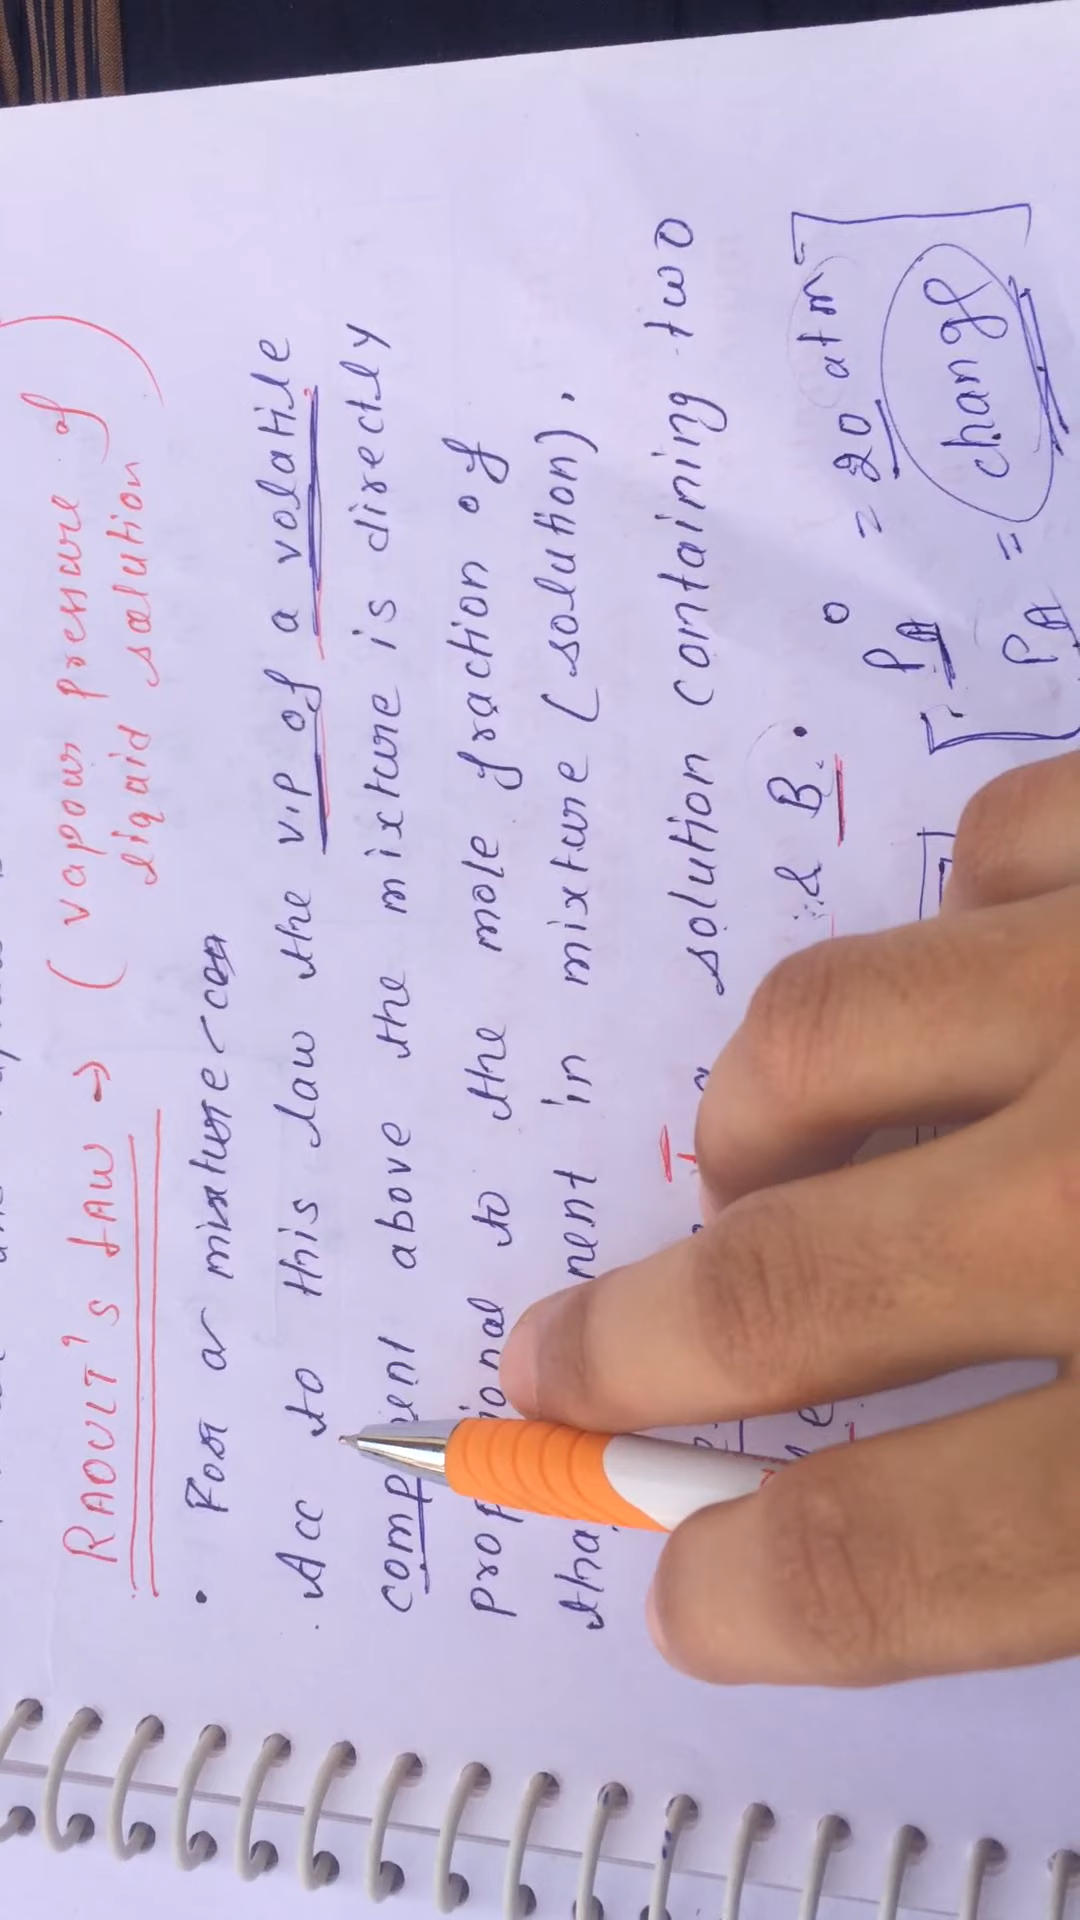 RAOULT'S LAW → ( vapour pressure of
liquid solution )
• For a mixture
. Acc to this law the V.P of a volatile
component above the mixture is directly
proportional to the mole fraction of
nent in mixture (solution).
solution containing two
& B.
P°A = 20 atm
PA = change